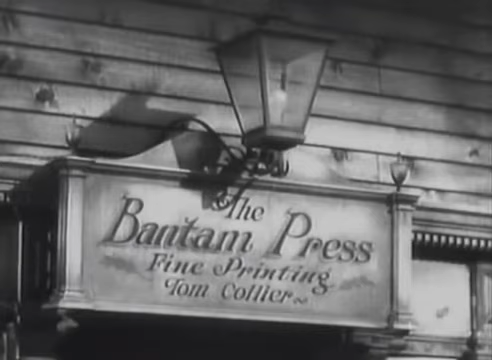 The
Bantam Press
Fine Printing
Tom Collier